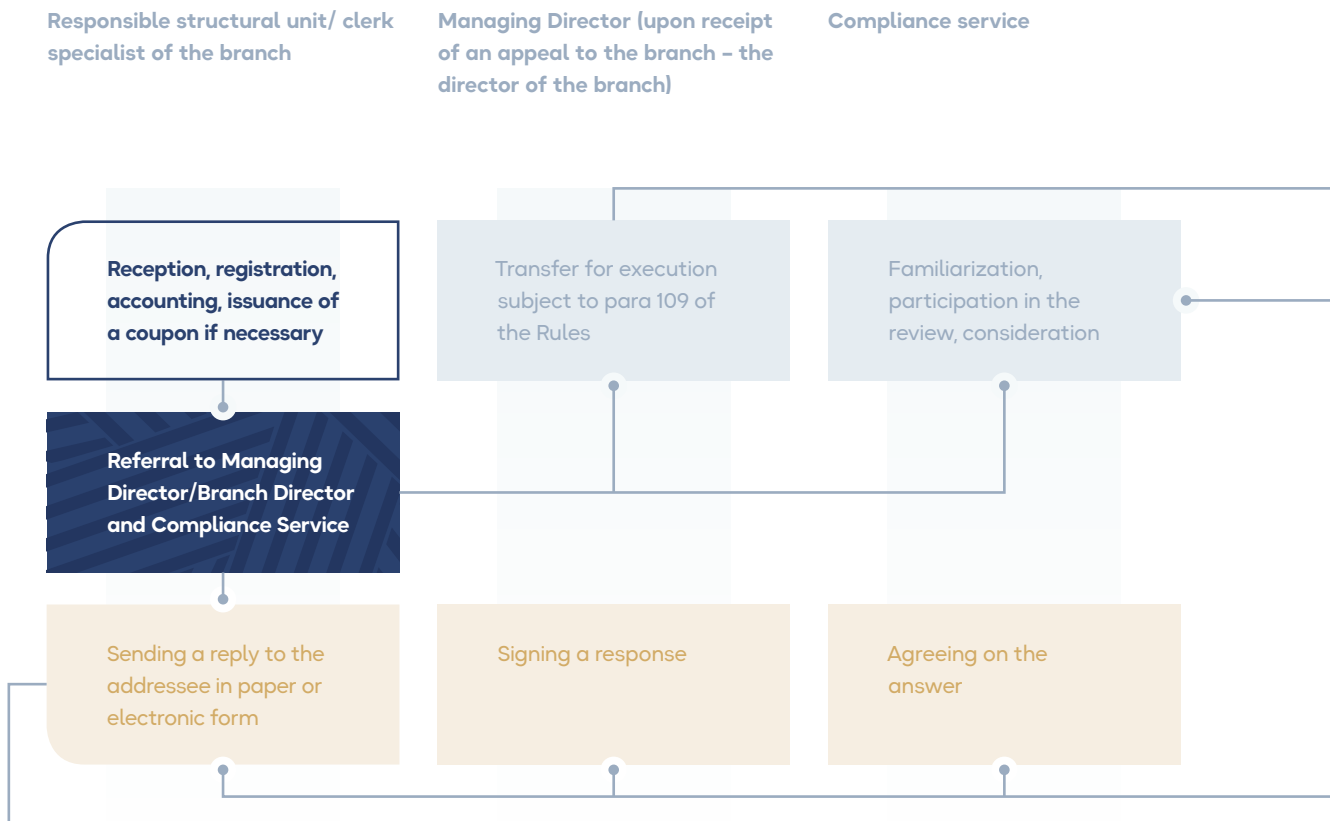 Responsible structural unit/ clerk
specialist of the branch
Managing Director (upon receipt
of an appeal to the branch – the
director of the branch)
Compliance service
Reception, registration,
accounting, issuance of
a coupon if necessary
Transfer for execution
subject to para 109 of
the Rules
Familiarization,
participation in the
review, consideration
Referral to Managing
Director/Branch Director
and Compliance Service
Sending a reply to the
addressee in paper or
electronic form
Signing a response
Agreeing on the
answer